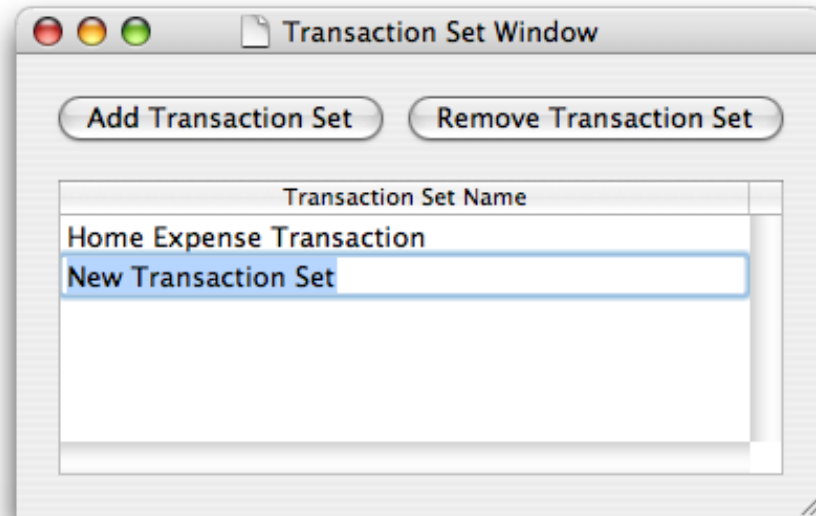 Transaction Set Window
Add Transaction Set Remove Transaction Set
Transaction Set Name
Home Expense Transaction
New Transaction Set